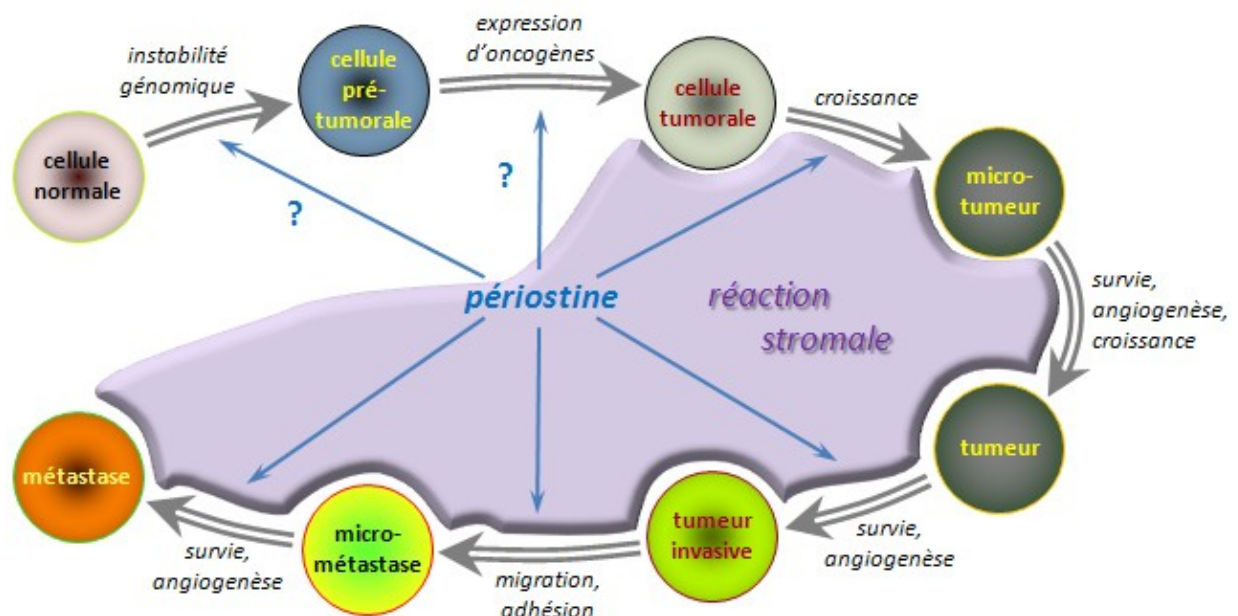 instabilité
génomique
cellule
pré-
tumorale
expression
d'oncogènes
cellule
tumorale
croissance
cellule
normale
?
?
micro-
tumeur
périostine
réaction
stromale
survie,
angiogenèse,
croissance
métastase
tumeur
survie,
angiogenèse
micro-
métastase
migration,
adhésion
tumeur
invasive
survie,
angiogenèse